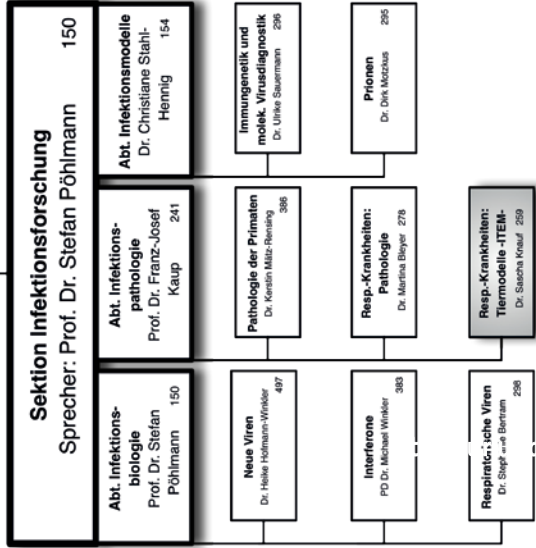 Sektion Infektionsforschung
Sprecher: Prof. Dr. Stefan Pöhlmann 150
Abt. Infektions-
biologie
Prof. Dr. Stefan
Pöhlmann 150
Neue Viren
Dr. Heike Hofmann-Winkler
497
Interferone
PD Dr. Michael Winkler
383
Respiratorische Viren
Dr. Bertram
298
Abt. Infektions-
pathologie
Prof. Dr. Franz-Josef
Kaup 241
Pathologie der Primaten
Dr. Kerstin Mätz-Rensing
386
Resp.-Krankheiten:
Pathologie
Dr. Martina Bleyer 278
Resp.-Krankheiten:
Tiermodelle -ITEM-
Dr. Sascha Knauf 259
Abt. Infektionsmodelle
Dr. Christiane Stahl-
Hennig 154
Immungenetik und
molek. Virusdiagnostik
Dr. Ulrike Sauermann 296
Prionen
Dr. Dirk Motzkus 295